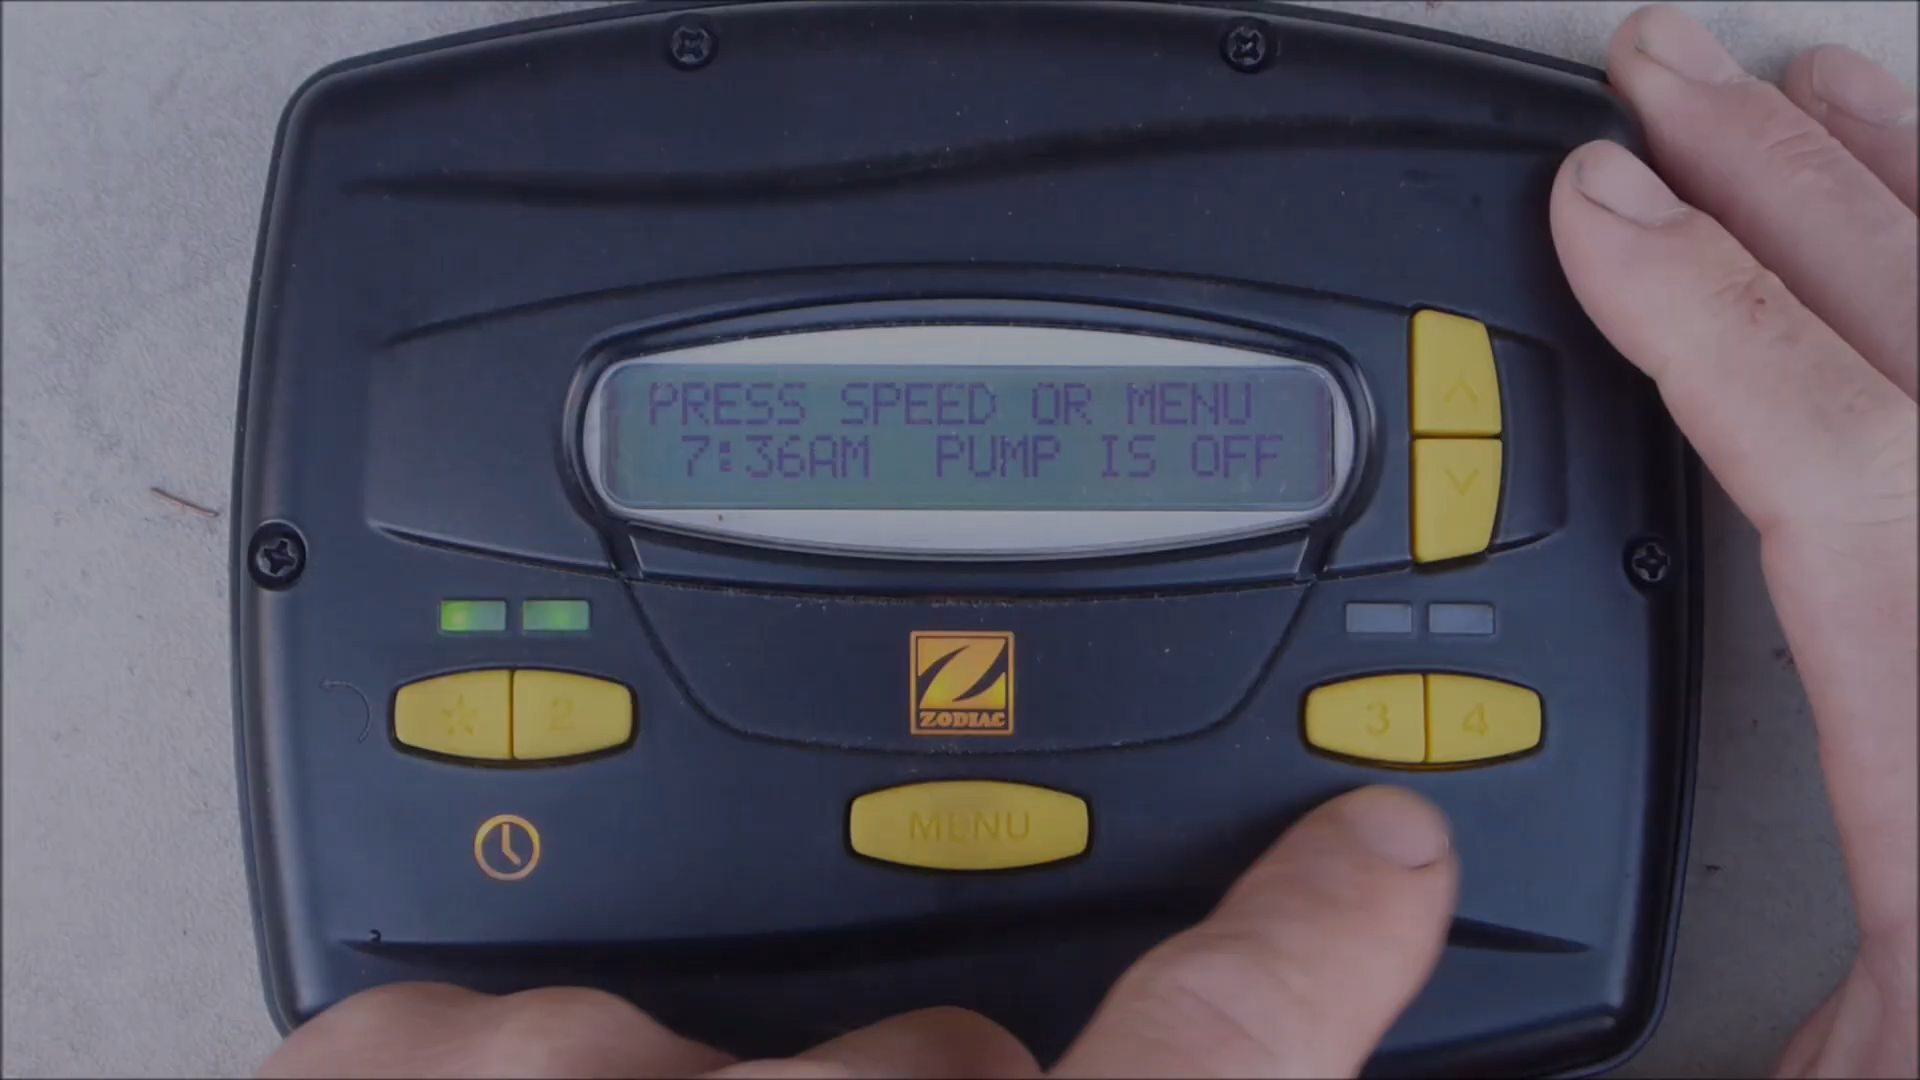 PRESS SPEED OR MENU
7:36AM PUMP IS OFF
2
3
4
ZODIAC
MENU